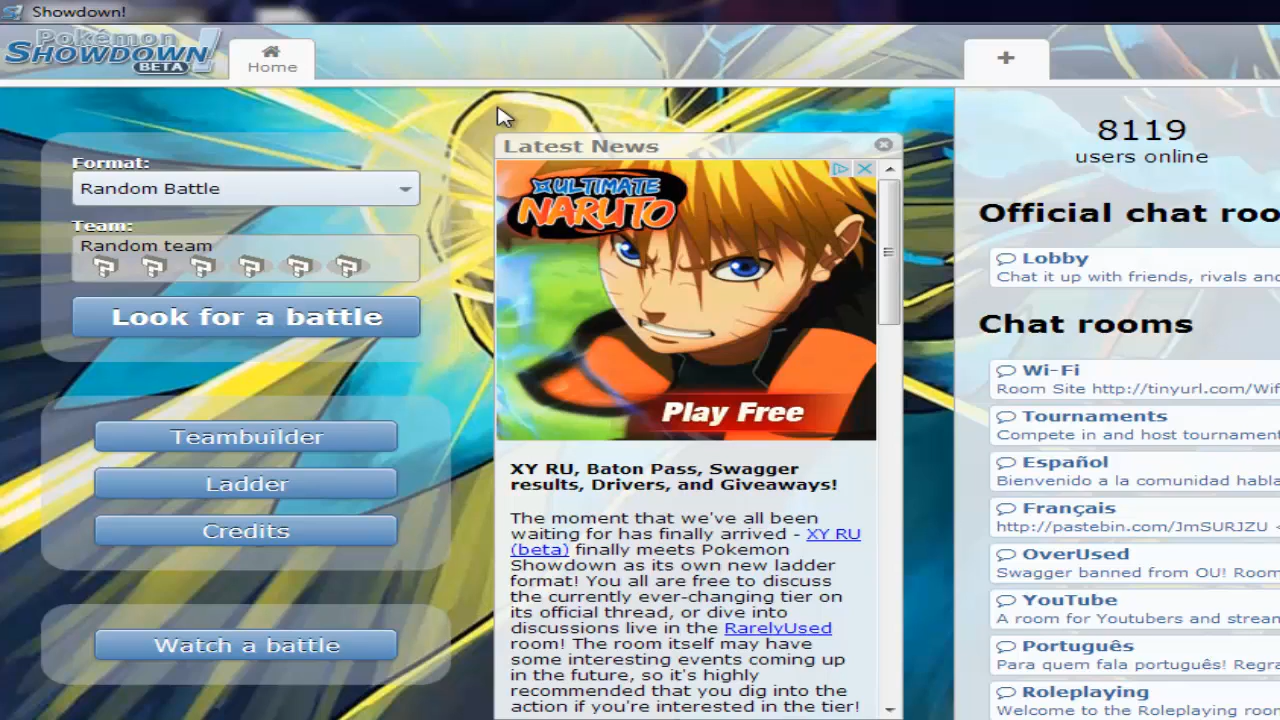 Showdown!
Pokémon
SHOWDOWN!
BETA
Home
+
Format:
Random Battle
Team:
Random team
? ? ? ? ? ?
Look for a battle
Teambuilder
Ladder
Credits
Watch a battle
Latest News
ULTIMATE
NARUTO
Play Free
XY RU, Baton Pass, Swagger
results, Drivers, and Giveaways!
The moment that we've all been
waiting for has finally arrived - XY RU
(beta) finally meets Pokemon
Showdown as its own new ladder
format! You all are free to discuss
the currently ever-changing tier on
its official thread, or dive into
discussions live in the RarelyUsed
room! The room itself may have
some interesting events coming up
in the future, so it's highly
recommended that you dig into the
action if you're interested in the tier!
8119
users online
Official chat roo
Lobby
Chat it up with friends, rivals and
Chat rooms
Wi-Fi
Room Site http://tinyurl.com/Wif
Tournaments
Compete in and host tournament
Español
Bienvenido a la comunidad habla
Français
http://pastebin.com/JmSURJZU <
OverUsed
Swagger banned from OU! Room
YouTube
A room for Youtubers and stream
Português
Para quem fala português! Regra
Roleplaying
Welcome to the Roleplaying room